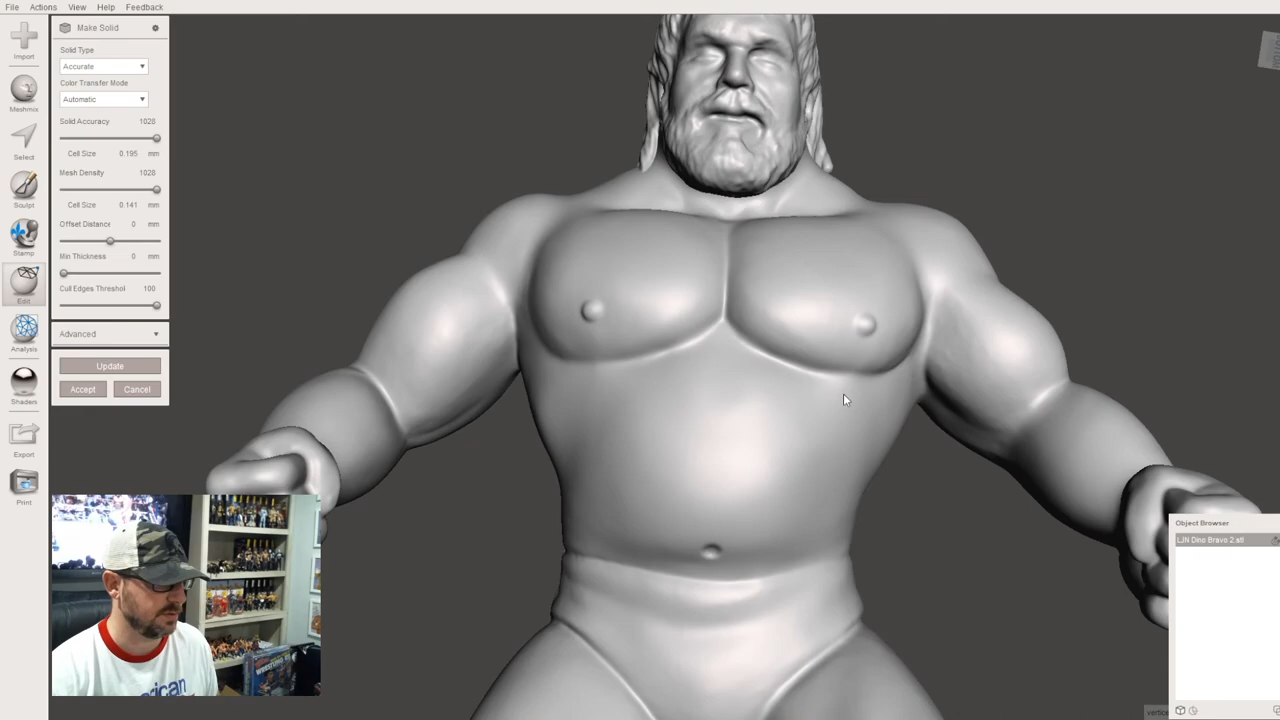 File Actions View Help Feedback
Import
Meshmix
Select
Sculpt
Stamp
Edit
Analysis
Shaders
Export
Print
Make Solid
Solid Type
Accurate
Color Transfer Mode
Automatic
Solid Accuracy 1028
Cell Size 0.195 mm
Mesh Density 1028
Cell Size 0.141 mm
Offset Distance 0 mm
Min Thickness 0 mm
Cull Edges Threshol 100
Advanced
Update
Accept Cancel
Object Browser
LJN Dino Bravo 2.stl